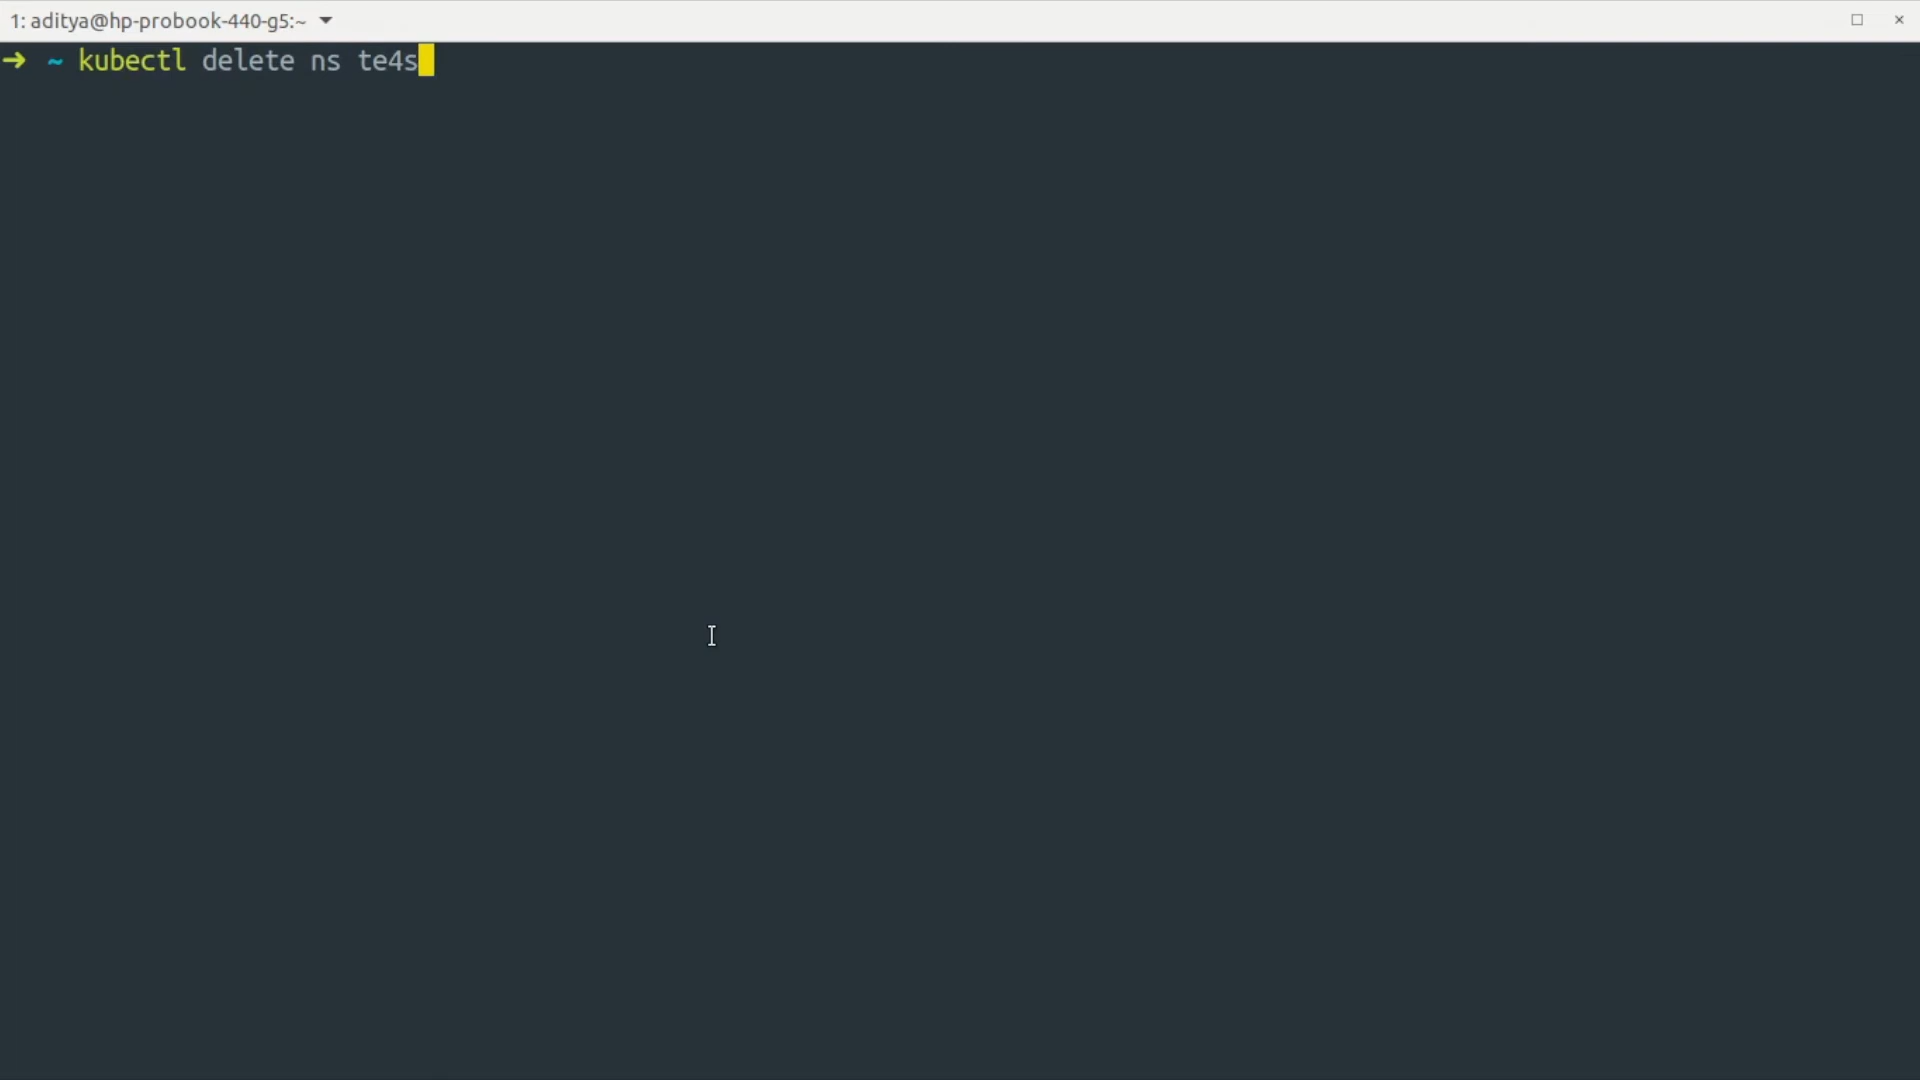 1: aditya@hp-probook-440-g5:~
➜ ~ kubectl delete ns te4s